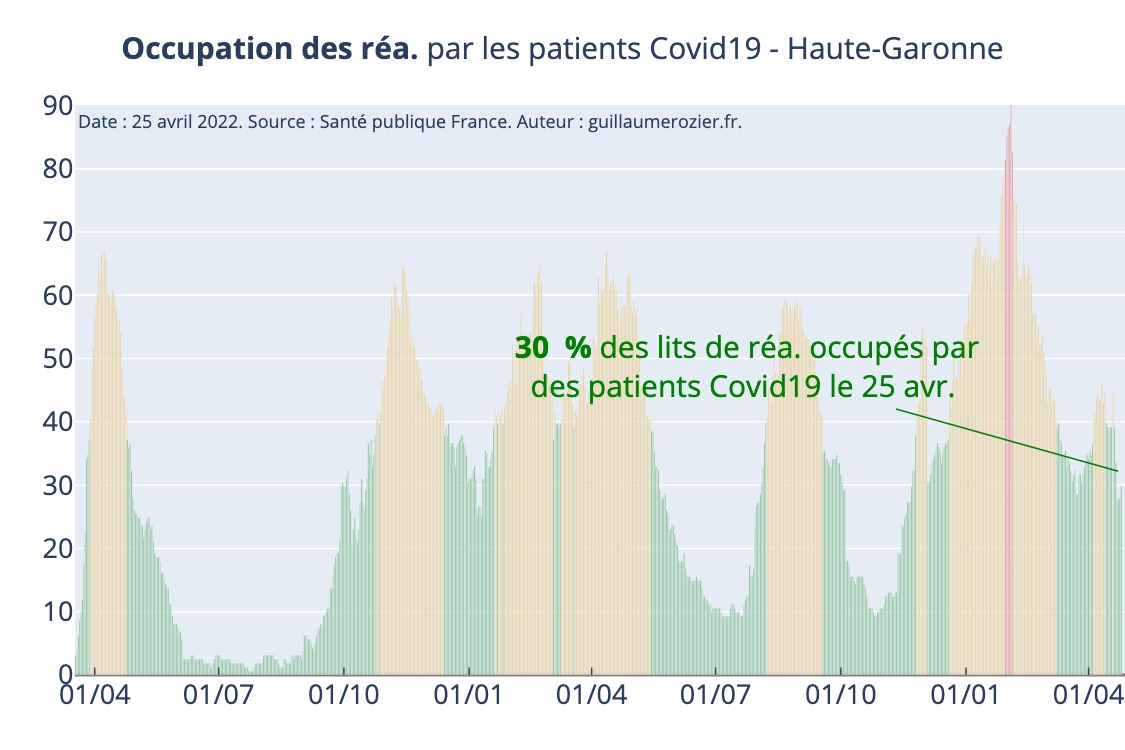 Occupation des réa. par les patients Covid19 - Haute-Garonne
90
Date : 25 avril 2022. Source : Santé publique France. Auteur : guillaumerozier.fr.
80
70
60
50
30 % des lits de réa. occupés par
des patients Covid19 le 25 avr.
40
30
20
10
0
01/04 01/07 01/10 01/01 01/04 01/07 01/10 01/01 01/04